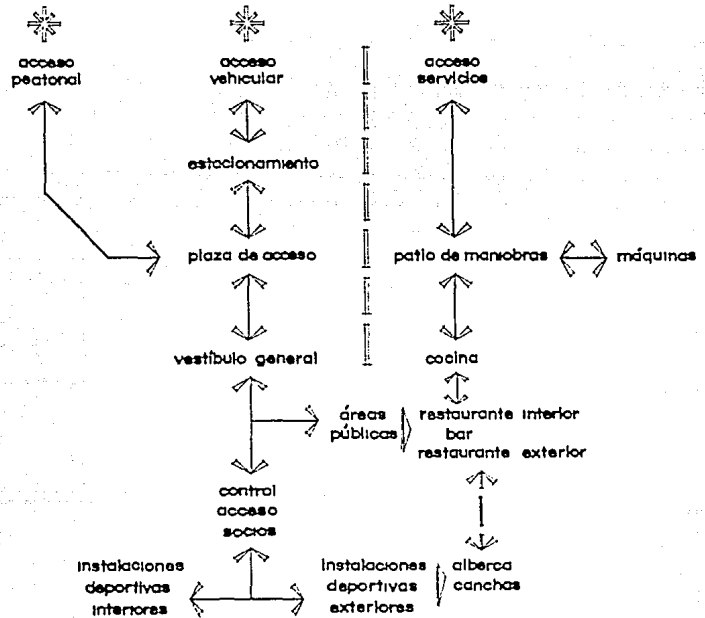 acceso
peatonal
acceso
vehicular
acceso
servicios
estacionamiento
plaza de acceso
patio de maniobras
máquinas
vestíbulo general
cocina
áreas
públicas
restaurante interior
bar
restaurante exterior
control
acceso
socios
instalaciones
deportivas
interiores
instalaciones
deportivas
exteriores
alberca
canchas